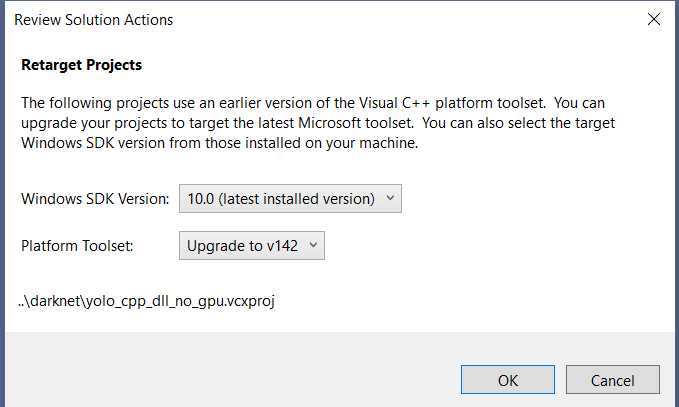 Review Solution Actions
Retarget Projects
The following projects use an earlier version of the Visual C++ platform toolset.  You can
upgrade your projects to target the latest Microsoft toolset.  You can also select the target
Windows SDK version from those installed on your machine.
Windows SDK Version: 10.0 (latest installed version)
Platform Toolset: Upgrade to v142
..\darknet\yolo_cpp_dll_no_gpu.vcxproj
OK Cancel